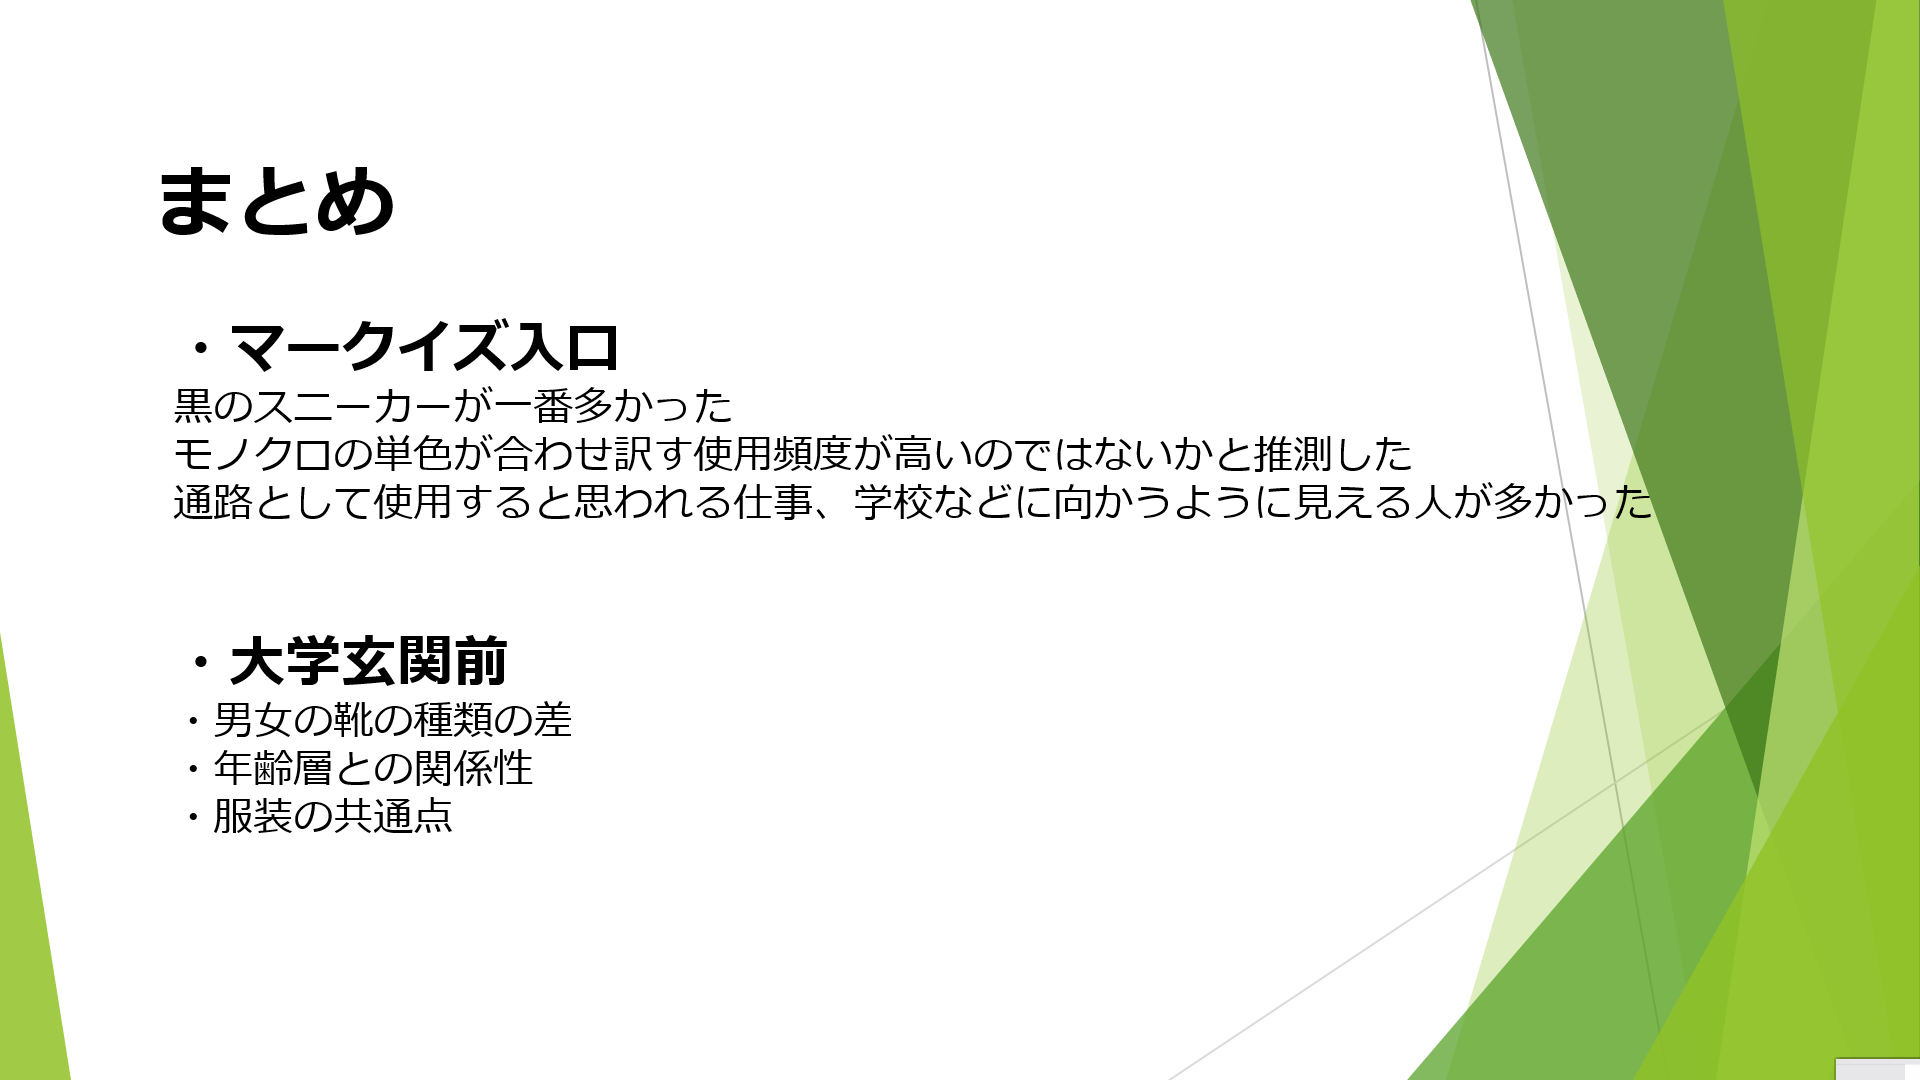 まとめ
・マークイズ入口
黒のスニーカーが一番多かった
モノクロの単色が合わせ訳す使用頻度が高いのではないかと推測した
通路として使用すると思われる仕事、学校などに向かうように見える人が多かった
・大学玄関前
・男女の靴の種類の差
・年齢層との関係性
・服装の共通点